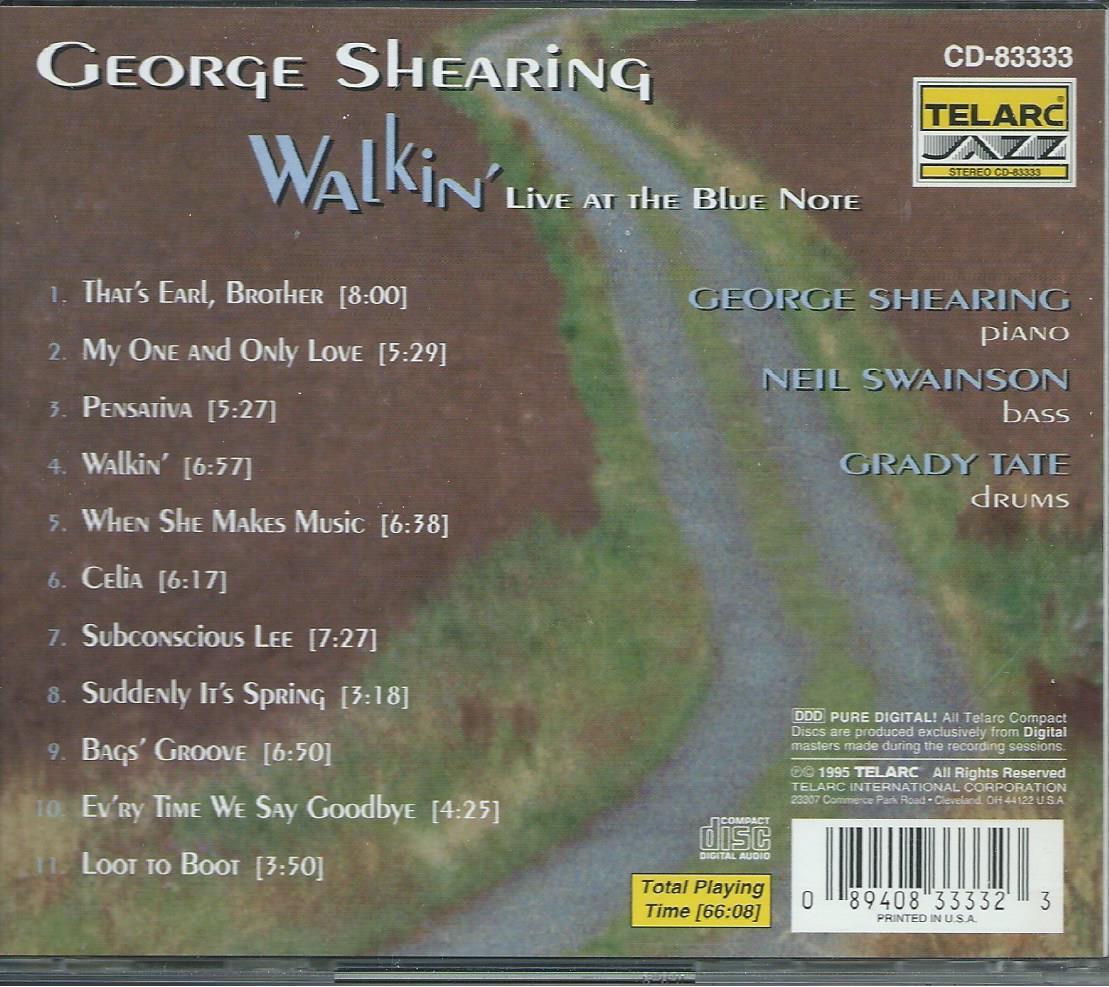 George Shearing
Walkin' Live at the Blue Note
CD-83333
TELARC®
JAZZ
STEREO CD-83333
1. That's Earl, Brother [8:00]
2. My One and Only Love [5:29]
3. Pensativa [5:27]
4. Walkin' [6:57]
5. When She Makes Music [6:38]
6. Celia [6:17]
7. Subconscious Lee [7:27]
8. Suddenly It's Spring [3:18]
9. Bags' Groove [6:50]
10. Ev'ry Time We Say Goodbye [4:25]
11. Loot to Boot [3:50]
GEORGE SHEARING
piano
NEIL SWAINSON
bass
GRADY TATE
drums
DDD PURE DIGITAL! All Telarc Compact
Discs are produced exclusively from Digital
masters made during the recording sessions.
℗© 1995 TELARC® All Rights Reserved
TELARC INTERNATIONAL CORPORATION
23307 Commerce Park Road • Cleveland, OH 44122 U.S.A
COMPACT
disc
DIGITAL AUDIO
Total Playing
Time [66:08]
0 89408 33332 3
PRINTED IN U.S.A.